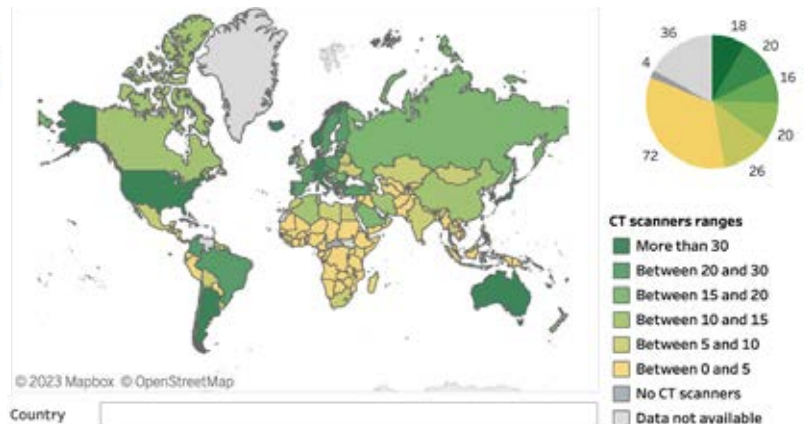 36
18
20
4
16
72
20
26
CT scanners ranges
More than 30
Between 20 and 30
Between 15 and 20
Between 10 and 15
Between 5 and 10
Between 0 and 5
No CT scanners
Data not available
© 2023 Mapbox © OpenStreetMap
Country